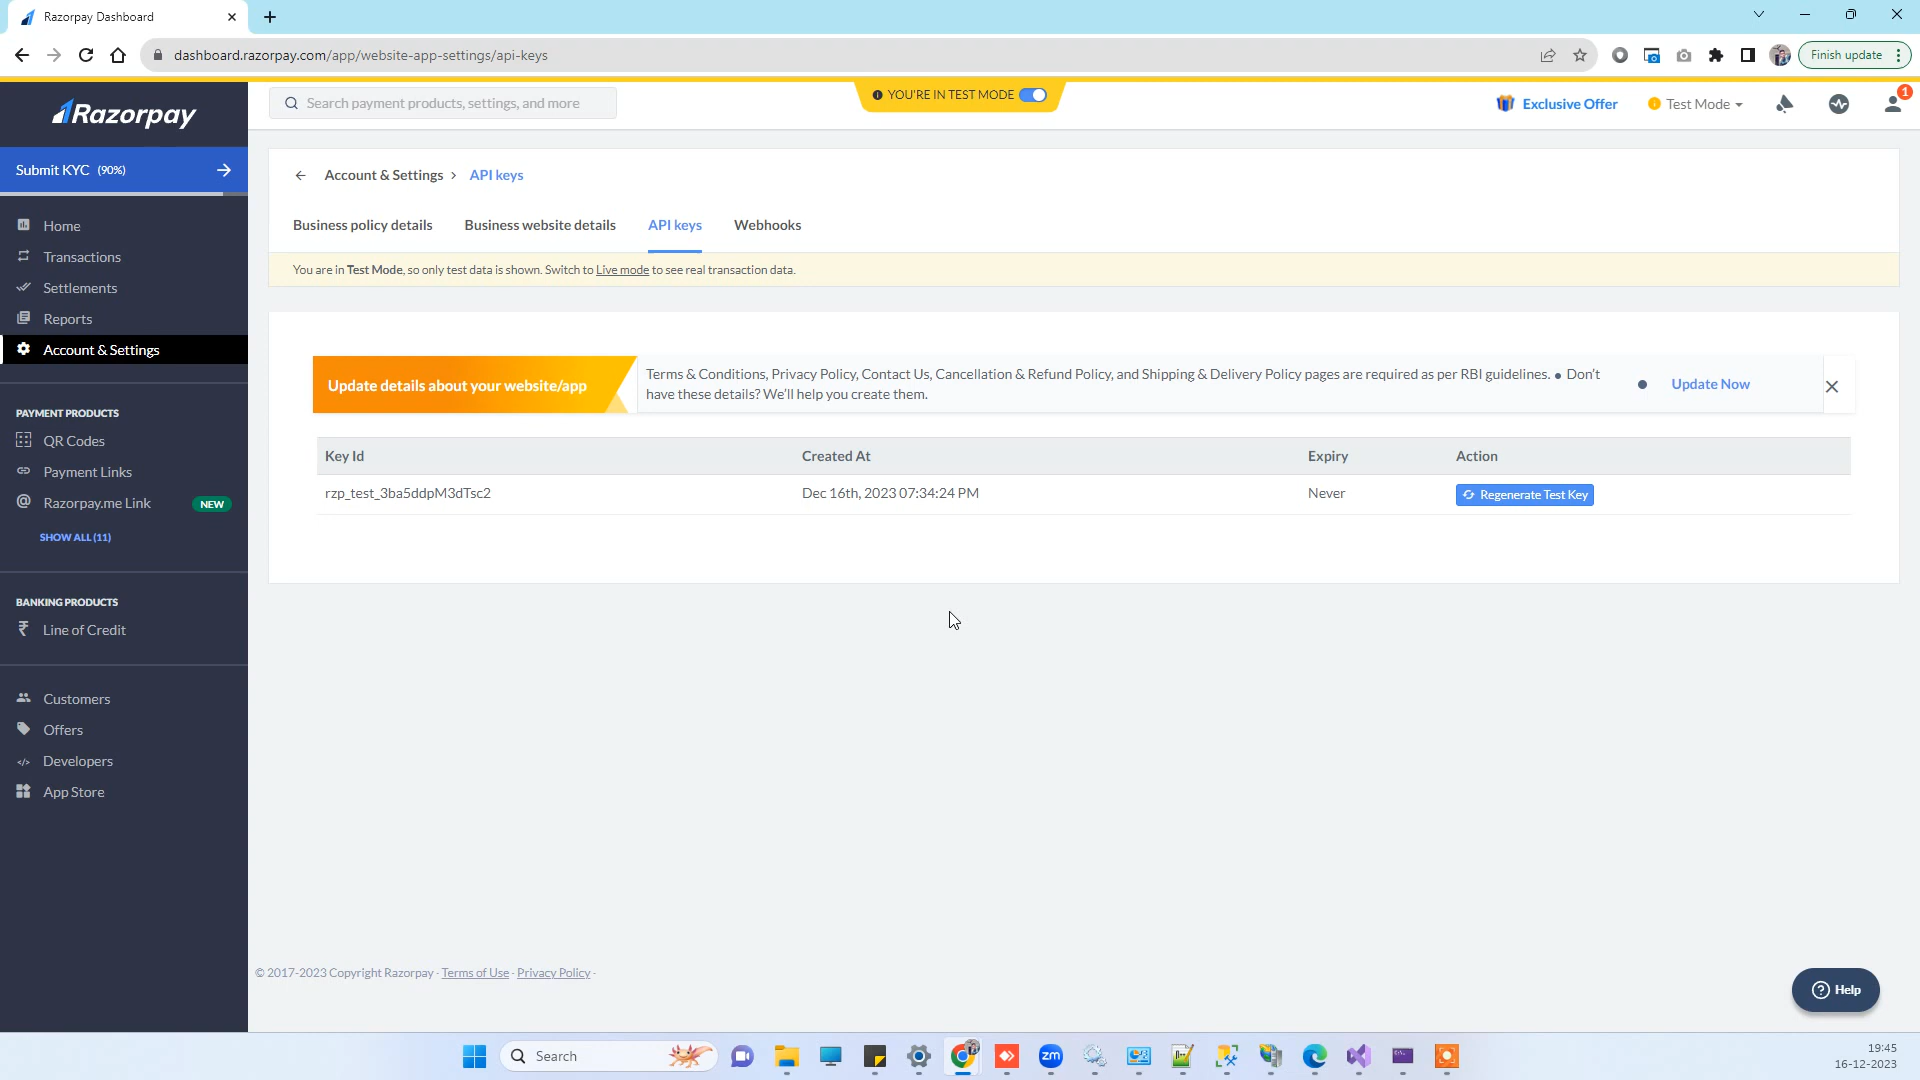 Razorpay Dashboard
dashboard.razorpay.com/app/website-app-settings/api-keys
Finish update
Razorpay
Search payment products, settings, and more
YOU'RE IN TEST MODE
Exclusive Offer
Test Mode
1
Submit KYC (90%)
Home
Transactions
Settlements
Reports
Account & Settings
PAYMENT PRODUCTS
QR Codes
Payment Links
Razorpay.me Link NEW
SHOW ALL (11)
BANKING PRODUCTS
Line of Credit
Customers
Offers
Developers
App Store
Account & Settings > API keys
Business policy details Business website details API keys Webhooks
You are in Test Mode, so only test data is shown. Switch to Live mode to see real transaction data.
Update details about your website/app
Terms & Conditions, Privacy Policy, Contact Us, Cancellation & Refund Policy, and Shipping & Delivery Policy pages are required as per RBI guidelines. • Don't
have these details? We'll help you create them.
• Update Now
Key Id Created At Expiry Action
rzp_test_3ba5ddpM3dTsc2 Dec 16th, 2023 07:34:24 PM Never Regenerate Test Key
© 2017-2023 Copyright Razorpay · Terms of Use · Privacy Policy ·
Help
Search
zm
19:45
16-12-2023